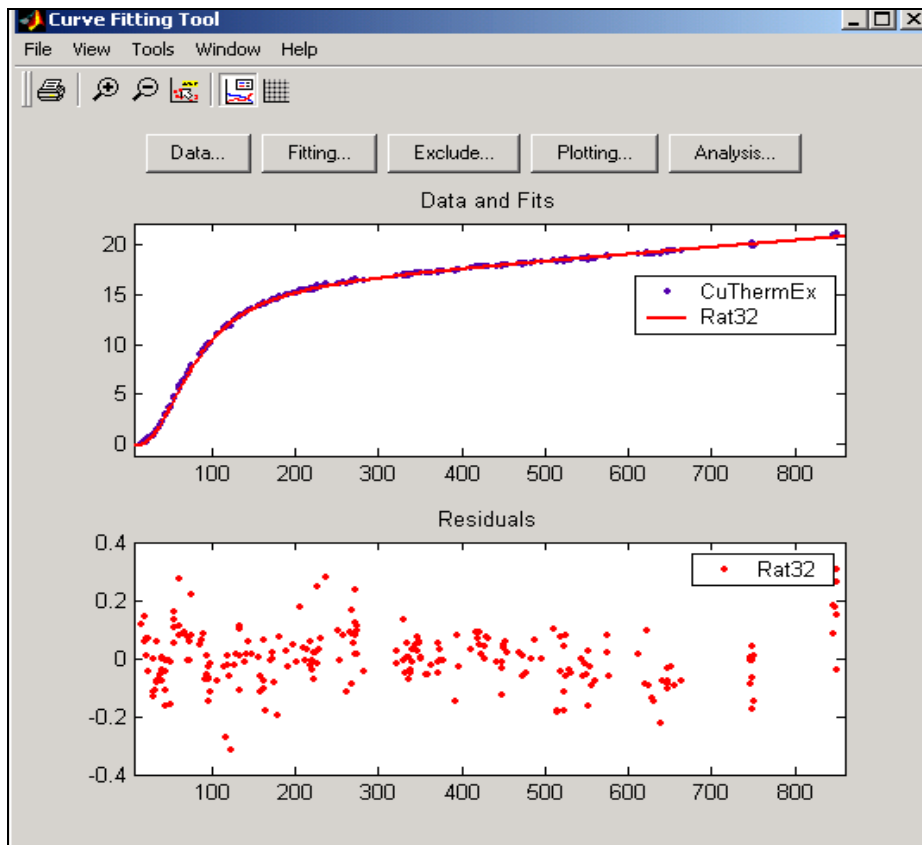 Curve Fitting Tool
File View Tools Window Help
Data... Fitting... Exclude... Plotting... Analysis...
Data and Fits
20
15
10
5
0
CuThermEx
Rat32
100 200 300 400 500 600 700 800
Residuals
0.4
0.2
0
-0.2
-0.4
Rat32
100 200 300 400 500 600 700 800